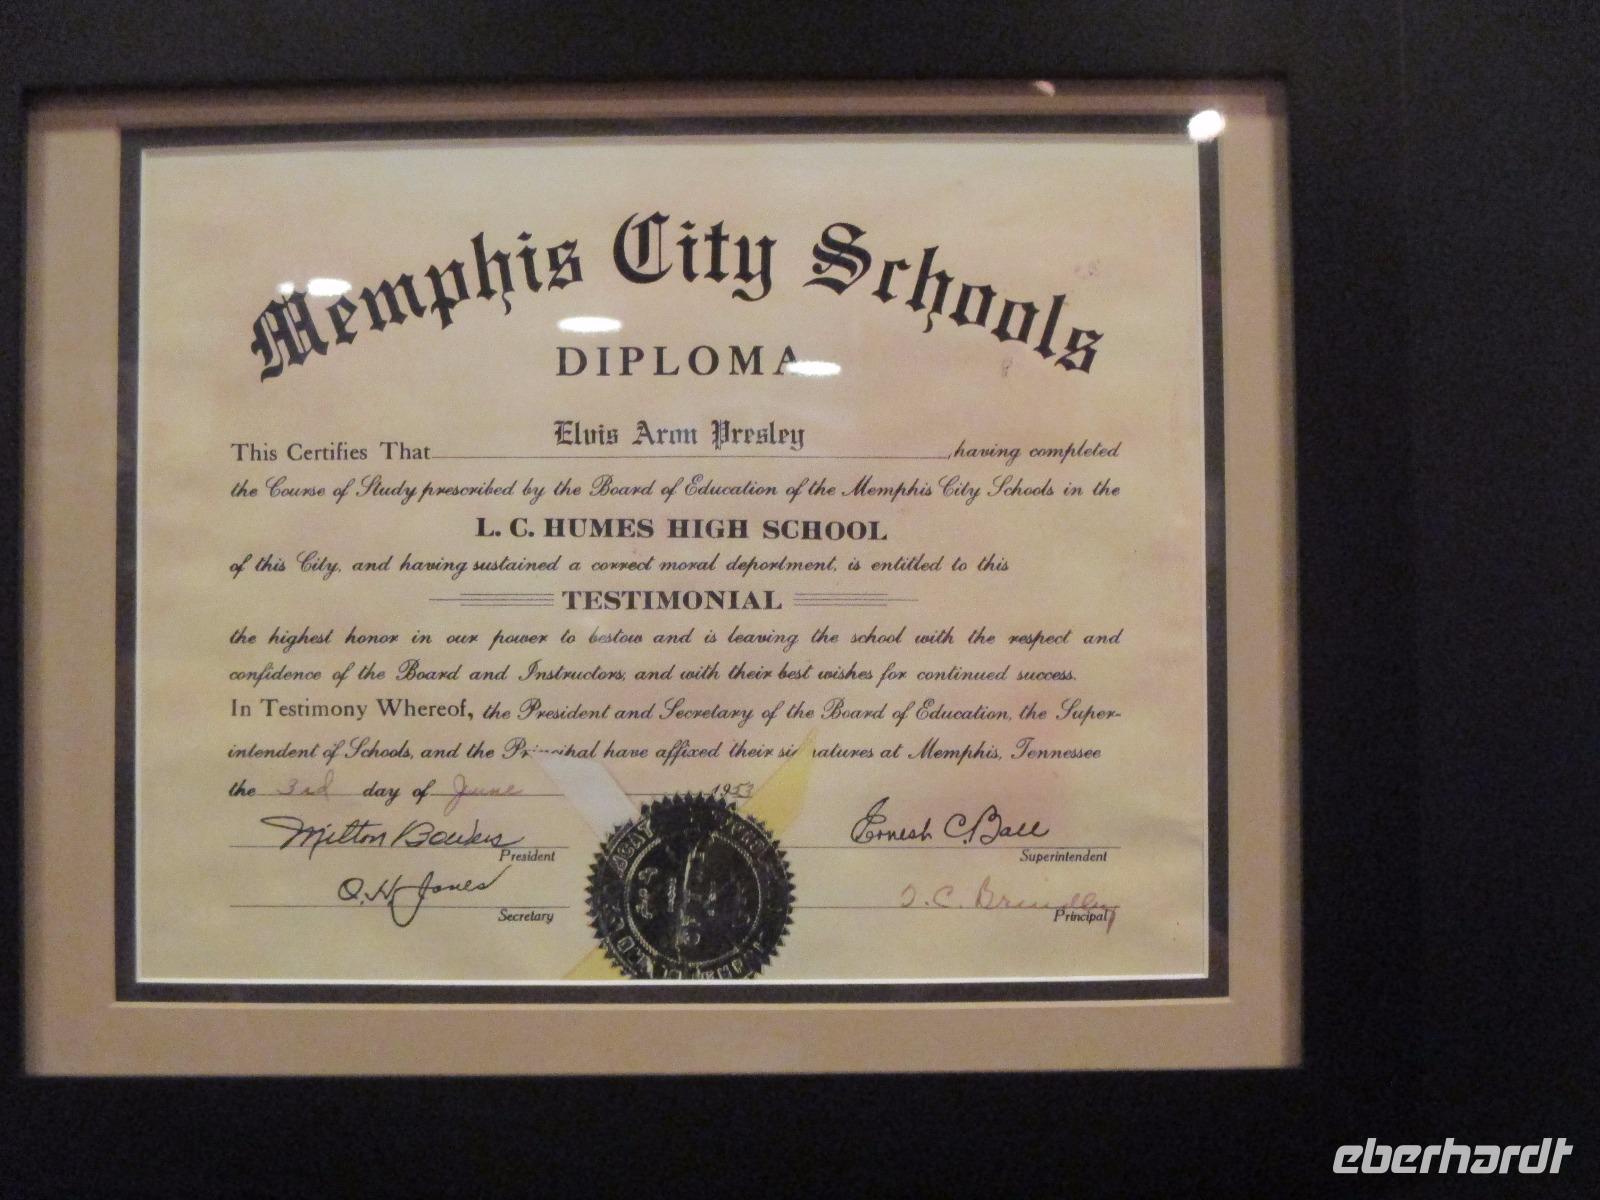 Memphis City Schools
DIPLOMA
This Certifies That Elvis Aron Presley, having completed
the Course of Study prescribed by the Board of Education of the Memphis City Schools in the
L. C. HUMES HIGH SCHOOL
of this City, and having sustained a correct moral deportment, is entitled to this
TESTIMONIAL
the highest honor in our power to bestow and is leaving the school with the respect and
confidence of the Board and Instructors, and with their best wishes for continued success.
In Testimony Whereof, the President and Secretary of the Board of Education, the Super-
intendent of Schools, and the Principal have affixed their signatures at Memphis, Tennessee
the 3rd day of June 1953
Milton Bowers Ernest C. Ball
President Superintendent
O. H. Jones T. C. Brindley
Secretary Principal
eberhardt